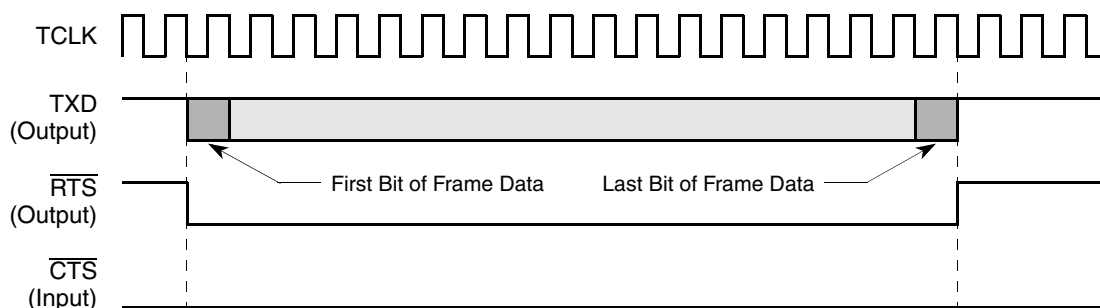 TCLK
TXD
(Output)
First Bit of Frame Data
Last Bit of Frame Data
RTS
(Output)
CTS
(Input)